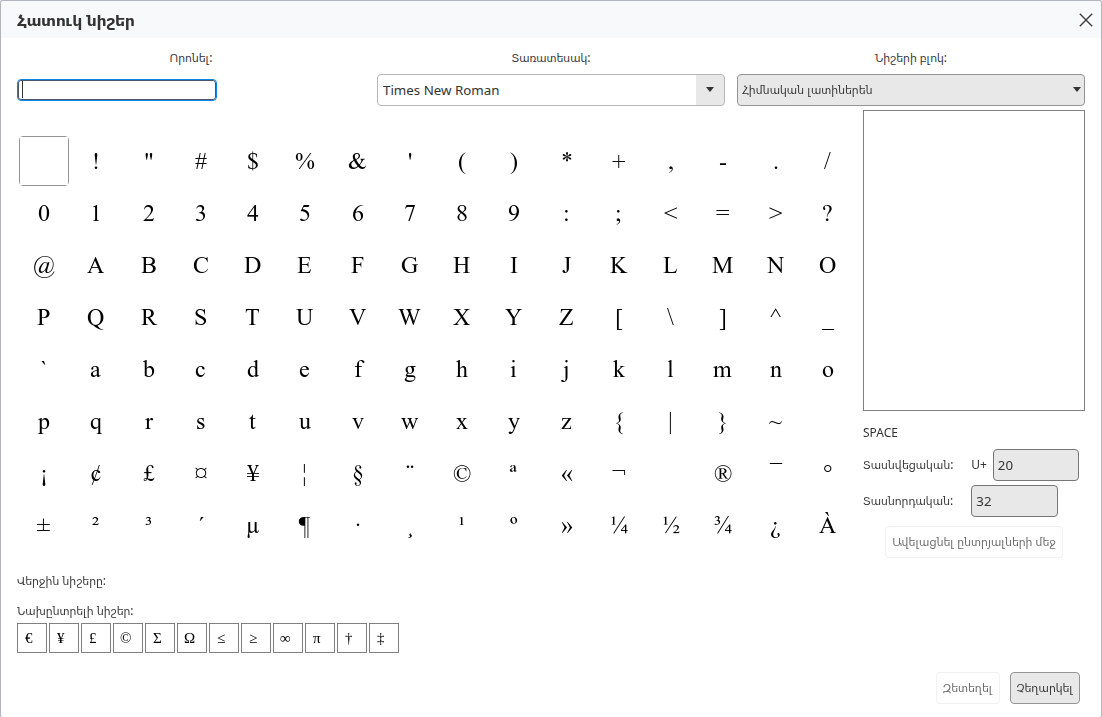 Հատուկ նիշեր
Որոնել: Տառատեսակ: Նիշերի բլոկ:
Times New Roman Հիմնական լատիներեն
! " # $ % & ' ( ) * + , - . /
0 1 2 3 4 5 6 7 8 9 : ; < = > ?
@ A B C D E F G H I J K L M N O
P Q R S T U V W X Y Z [ \ ] ^ _
` a b c d e f g h i j k l m n o
p q r s t u v w x y z { | } ~
SPACE
¡ ¢ £ ¤ ¥ ¦ § ¨ © ª « ¬ ® ¯ °
Տասնվեցական: U+ 20
Տասնորդական: 32
± ² ³ ´ µ ¶ · ¸ ¹ º » ¼ ½ ¾ ¿ À
Ավելացնել ընտրյալների մեջ
Վերջին նիշերը:
Նախընտրելի նիշեր:
€ ¥ £ © Σ Ω ≤ ≥ ∞ π † ‡
Զետեղել Չեղարկել